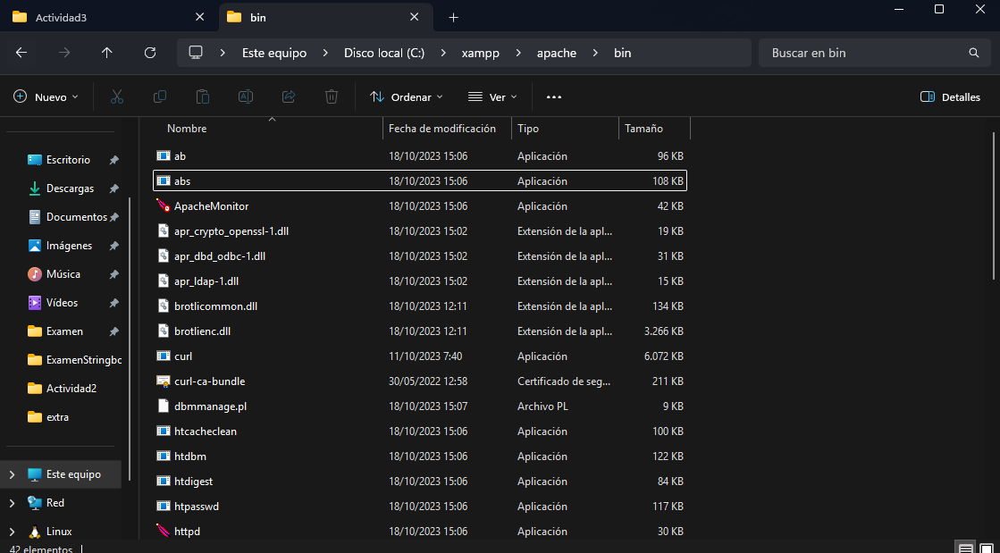 Actividad3
bin
Este equipo > Disco local (C:) > xampp > apache > bin
Buscar en bin
Nuevo
Ordenar
Ver
Detalles
Nombre Fecha de modificación Tipo Tamaño
Escritorio
Descargas
Documentos
Imágenes
Música
Vídeos
Examen
ExamenStringbo
Actividad2
extra
Este equipo
Red
Linux
ab 18/10/2023 15:06 Aplicación 96 KB
abs 18/10/2023 15:06 Aplicación 108 KB
ApacheMonitor 18/10/2023 15:06 Aplicación 42 KB
apr_crypto_openssl-1.dll 18/10/2023 15:02 Extensión de la apl... 19 KB
apr_dbd_odbc-1.dll 18/10/2023 15:02 Extensión de la apl... 31 KB
apr_ldap-1.dll 18/10/2023 15:02 Extensión de la apl... 15 KB
brotlicommon.dll 18/10/2023 12:11 Extensión de la apl... 134 KB
brotlienc.dll 18/10/2023 12:11 Extensión de la apl... 3.266 KB
curl 11/10/2023 7:40 Aplicación 6.072 KB
curl-ca-bundle 30/05/2022 12:58 Certificado de seg... 211 KB
dbmmanage.pl 18/10/2023 15:07 Archivo PL 9 KB
htcacheclean 18/10/2023 15:06 Aplicación 100 KB
htdbm 18/10/2023 15:06 Aplicación 122 KB
htdigest 18/10/2023 15:06 Aplicación 84 KB
htpasswd 18/10/2023 15:06 Aplicación 117 KB
httpd 18/10/2023 15:06 Aplicación 30 KB
42 elementos